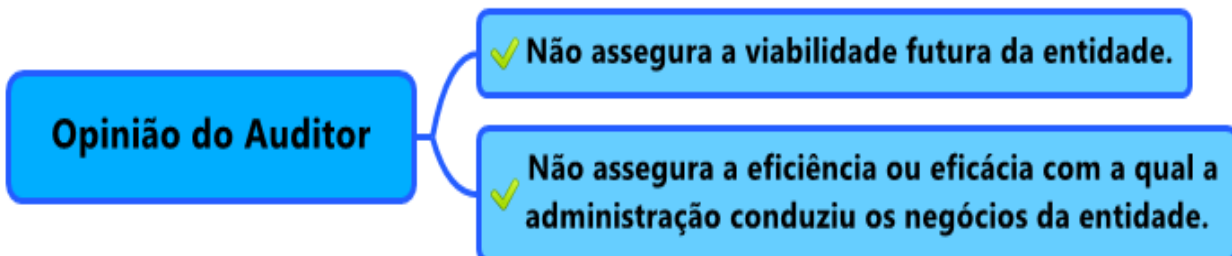 Opinião do Auditor
Não assegura a viabilidade futura da entidade.
Não assegura a eficiência ou eficácia com a qual a
administração conduziu os negócios da entidade.